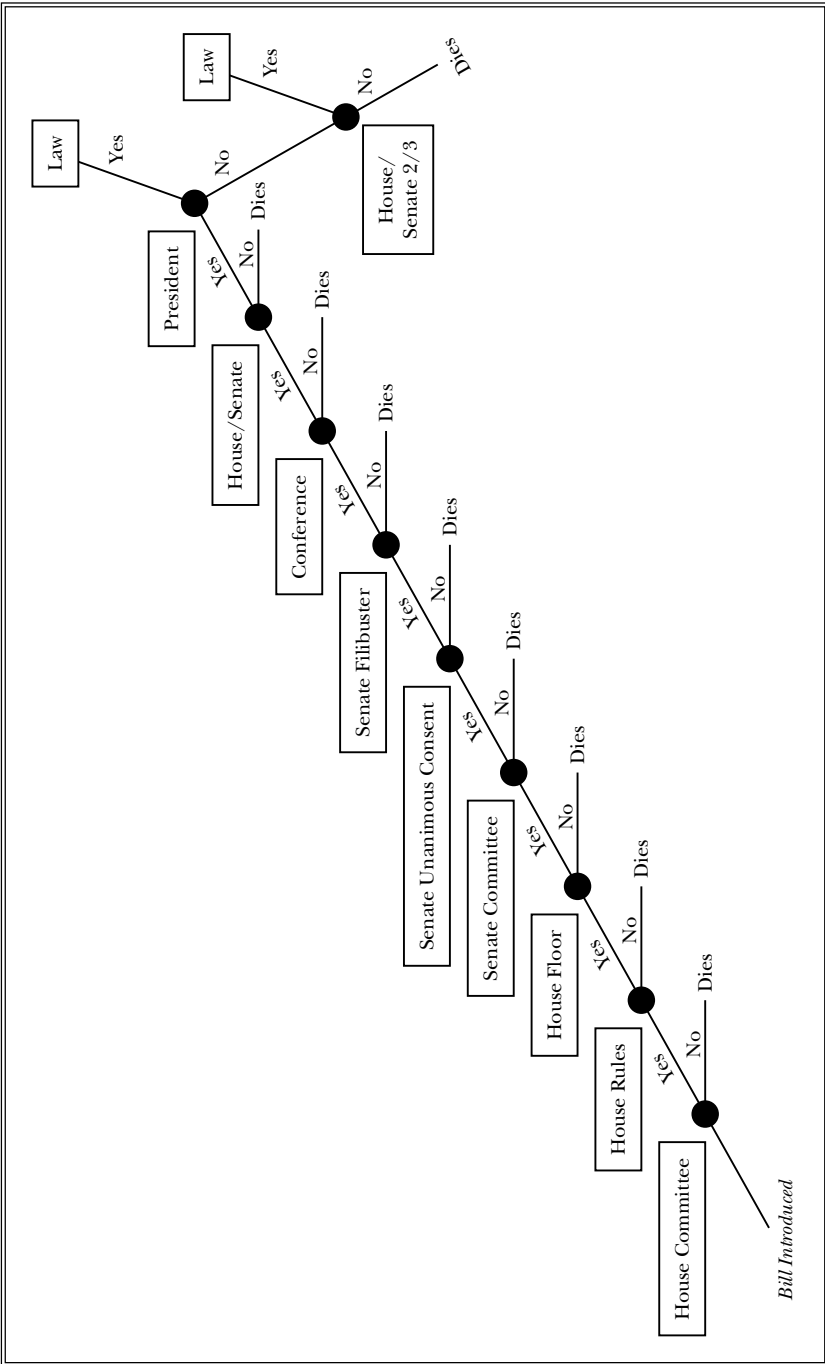 Bill Introduced
House Committee
No
Dies
Yes
House Rules
No
Dies
Yes
House Floor
No
Dies
Yes
Senate Committee
No
Dies
Yes
Senate Unanimous Consent
No
Dies
Yes
Senate Filibuster
No
Dies
Yes
Conference
No
Dies
Yes
House/Senate
No
Dies
Yes
President
Yes
Law
No
House/
Senate 2/3
Yes
Law
No
Dies